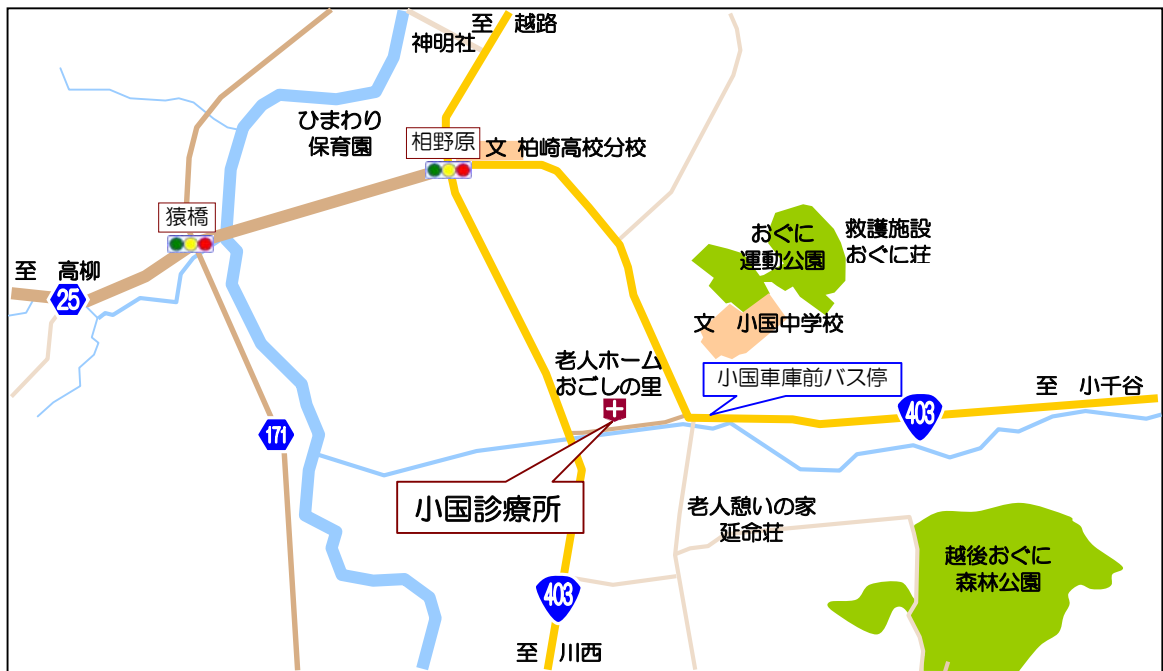 至 越路
神明社
ひまわり
保育園
相野原
文 柏崎高校分校
猿橋
至 高柳
25
おぐに
運動公園
救護施設
おぐに荘
文 小国中学校
老人ホーム
おごしの里
小国車庫前バス停
至 小千谷
403
171
小国診療所
老人憩いの家
延命荘
越後おぐに
森林公園
403
至 川西